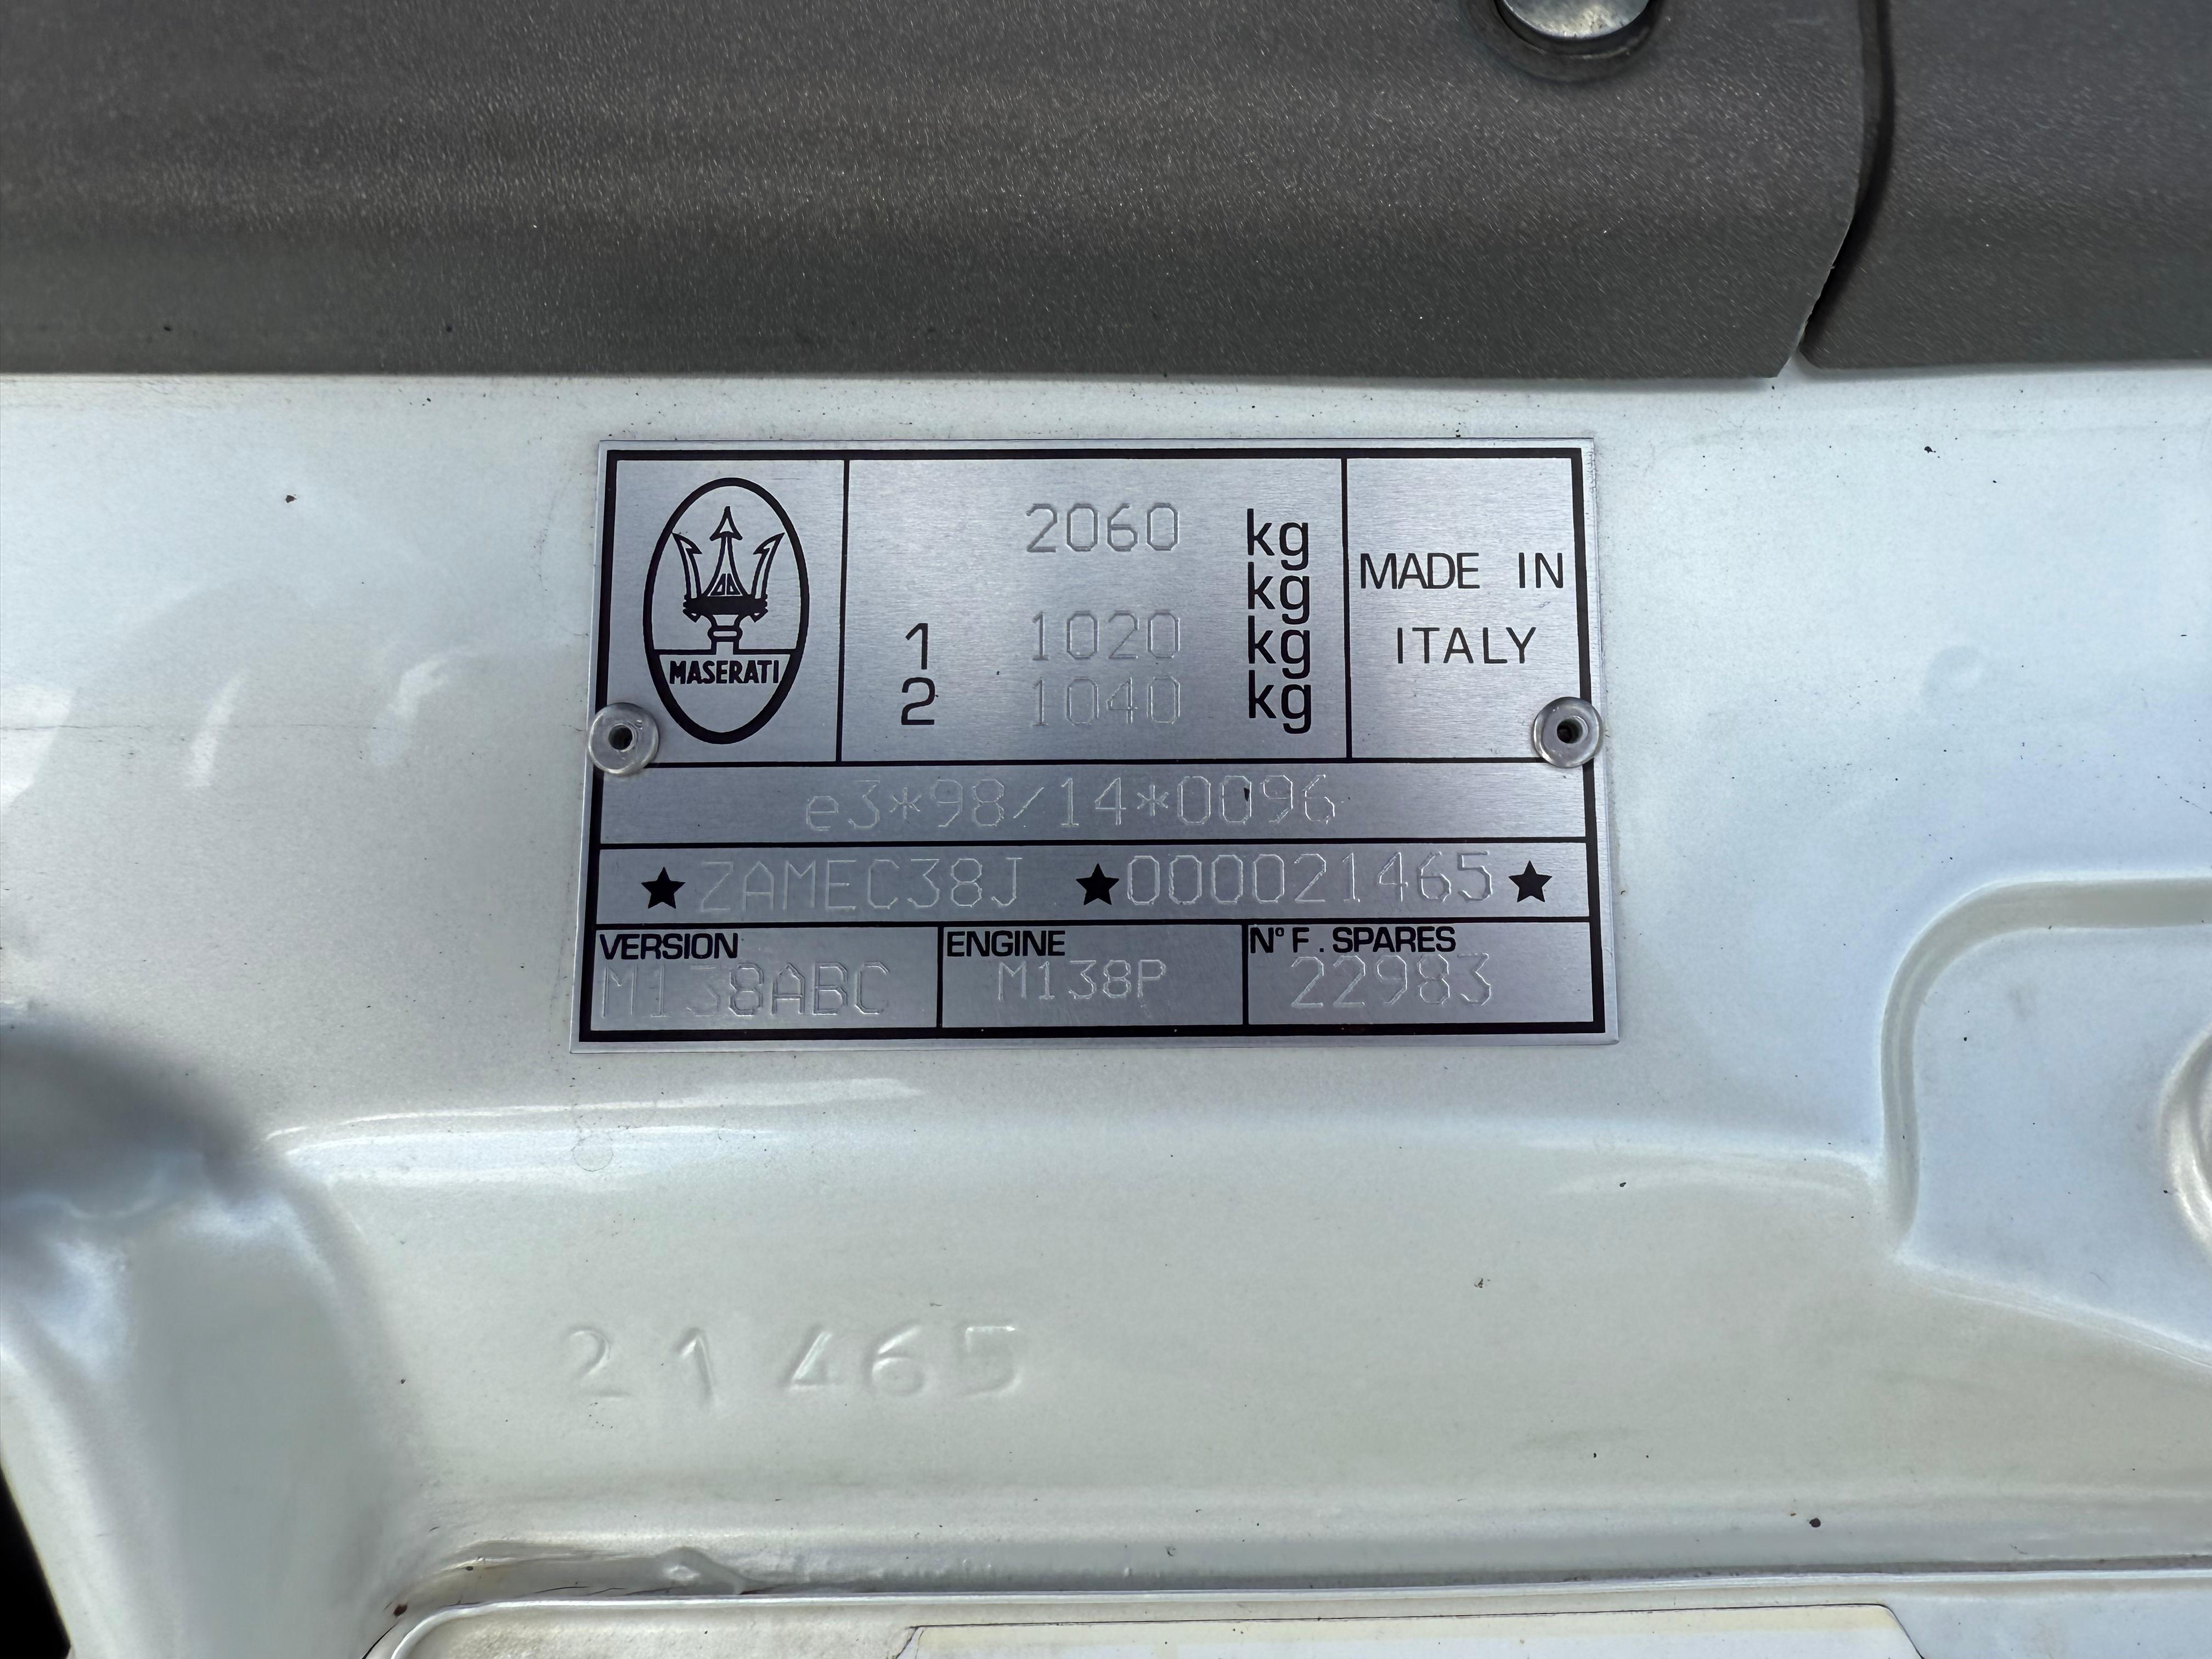 MASERATI
2060 kg
kg
1 1020 kg
2 1040 kg
MADE IN
ITALY
e3*98/14*0096
★ ZAMEC38J ★000021465★
VERSION
M138ABC
ENGINE
M138P
Nº F. SPARES
22983
21465